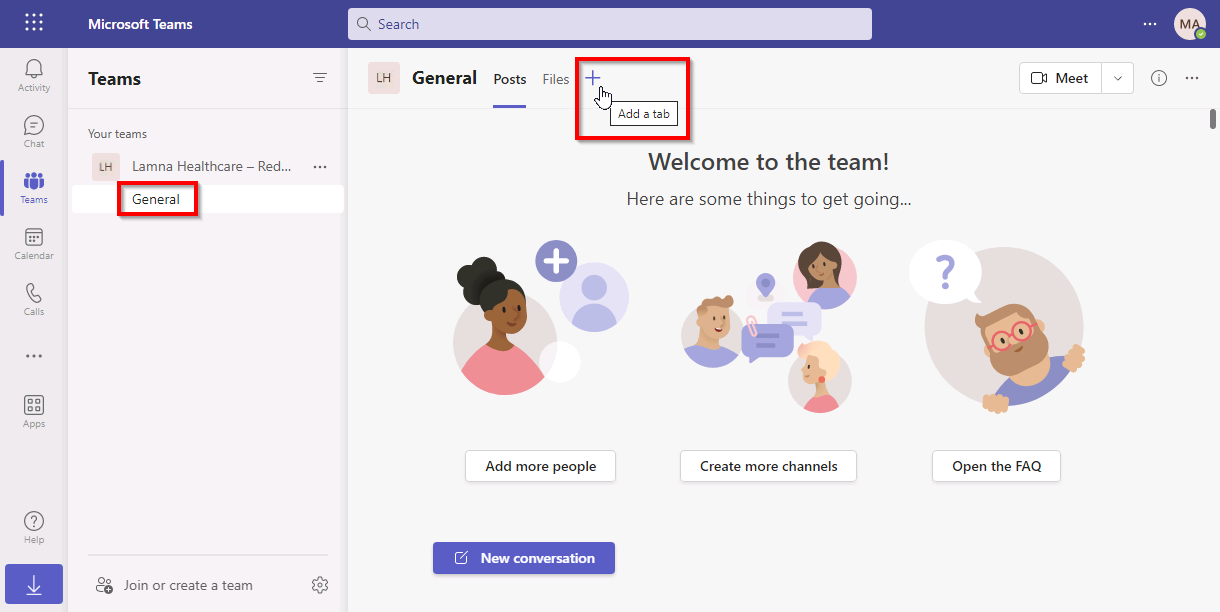 Microsoft Teams
Search
MA
Activity
Chat
Teams
Calendar
Calls
Apps
Help
Teams
Your teams
LH Lamna Healthcare – Red...
General
Join or create a team
LH General Posts Files
Add a tab
Meet
Welcome to the team!
Here are some things to get going...
?
Add more people
Create more channels
Open the FAQ
New conversation